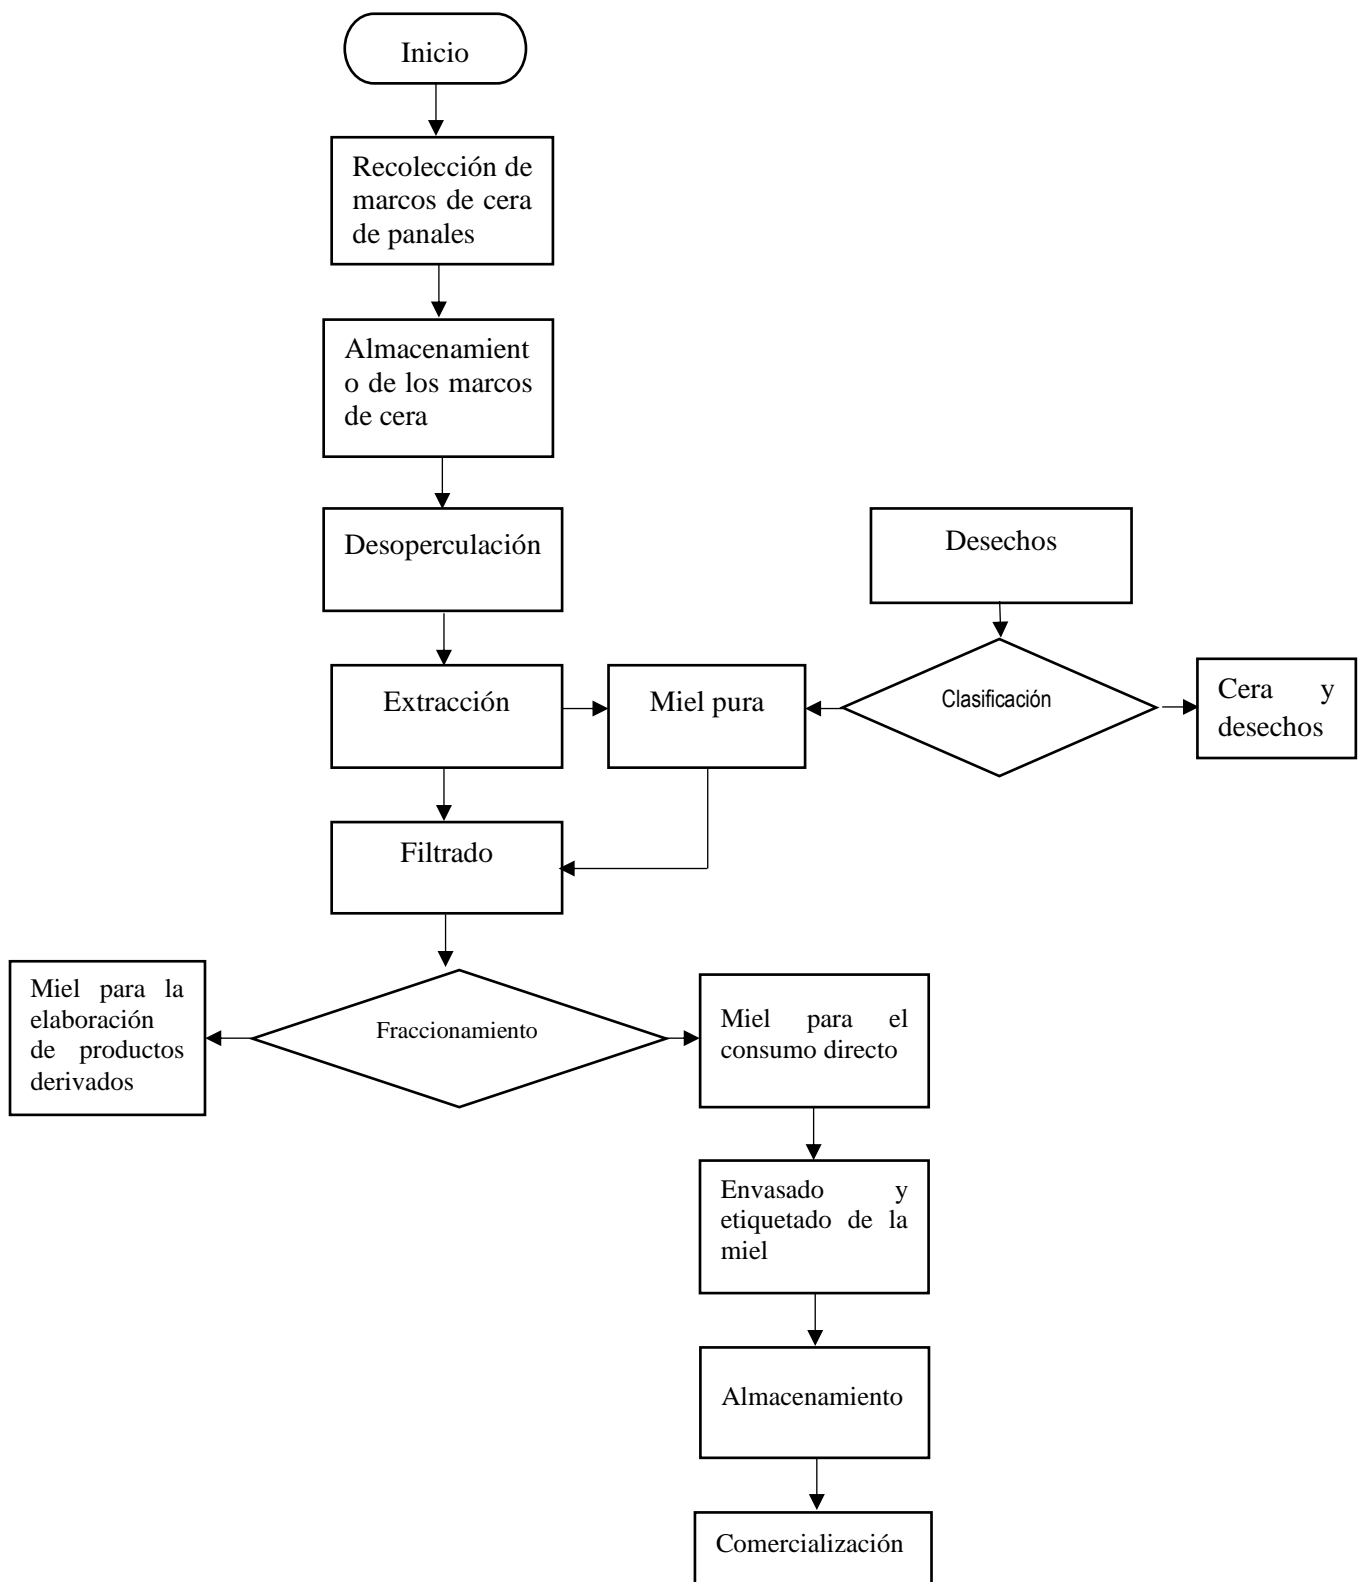 Inicio
Recolección de
marcos de cera
de panales
Almacenamient
o de los marcos
de cera
Desoperculación
Desechos
Extracción
Miel pura
Clasificación
Cera y
desechos
Filtrado
Miel para la
elaboración
de productos
derivados
Fraccionamiento
Miel para el
consumo directo
Envasado y
etiquetado de la
miel
Almacenamiento
Comercialización